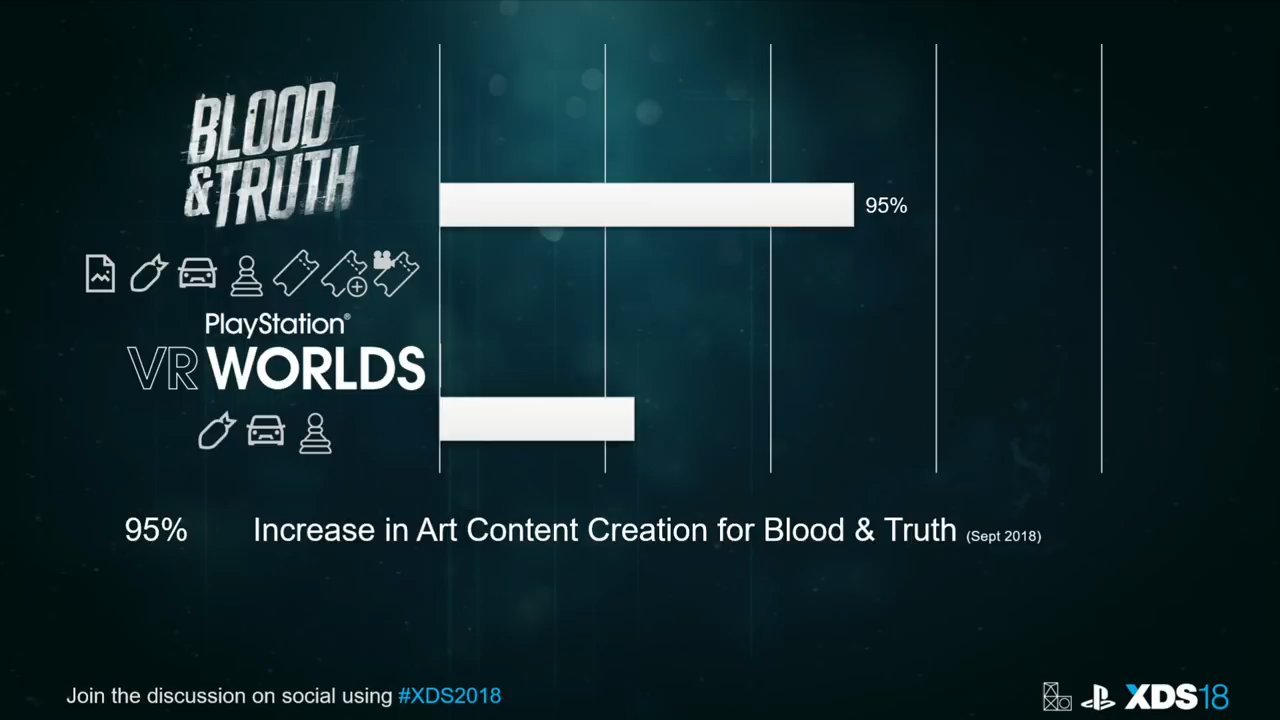 BLOOD
&TRUTH
95%
PlayStation®
VR WORLDS
95% Increase in Art Content Creation for Blood & Truth (Sept 2018)
Join the discussion on social using #XDS2018
XDS18